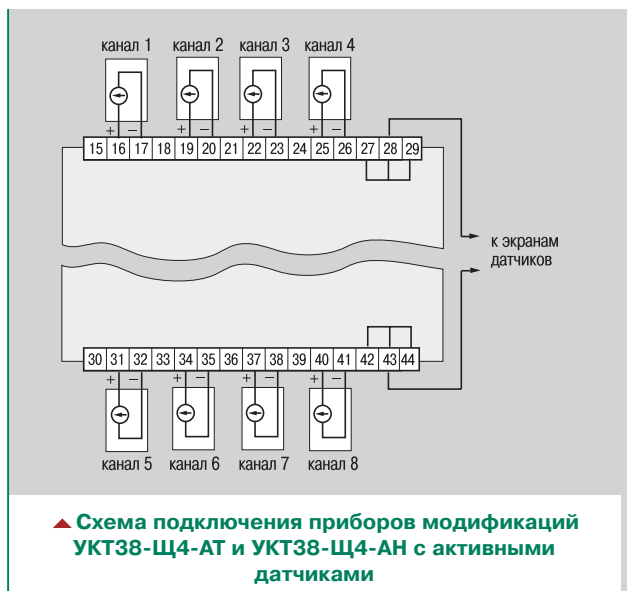 канал 1 канал 2 канал 3 канал 4
+ − + − + − + −
15 16 17 18 19 20 21 22 23 24 25 26 27 28 29
к экранам
датчиков
30 31 32 33 34 35 36 37 38 39 40 41 42 43 44
+ − + − + − + −
канал 5 канал 6 канал 7 канал 8
Схема подключения приборов модификаций
УКТ38-Щ4-АТ и УКТ38-Щ4-АН с активными
датчиками